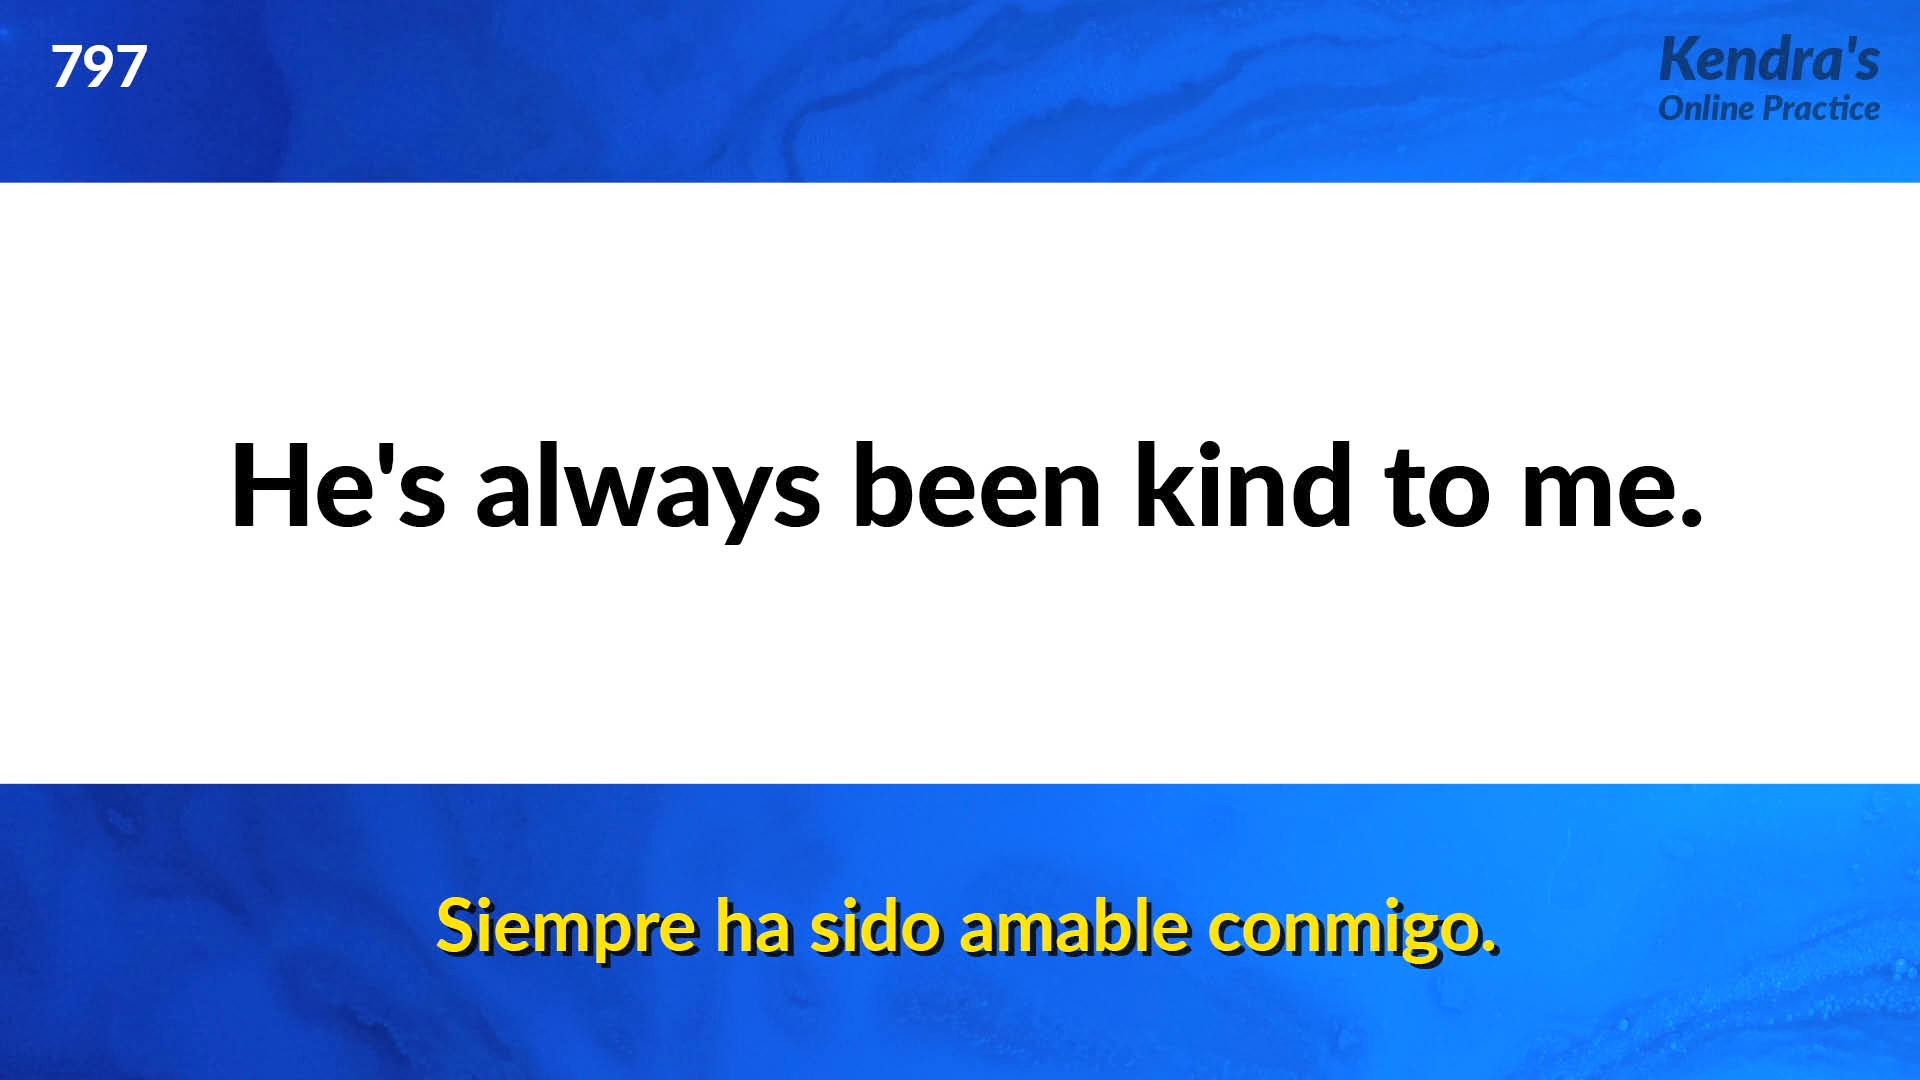 797
Kendra's
Online Practice
He's always been kind to me.
Siempre ha sido amable conmigo.